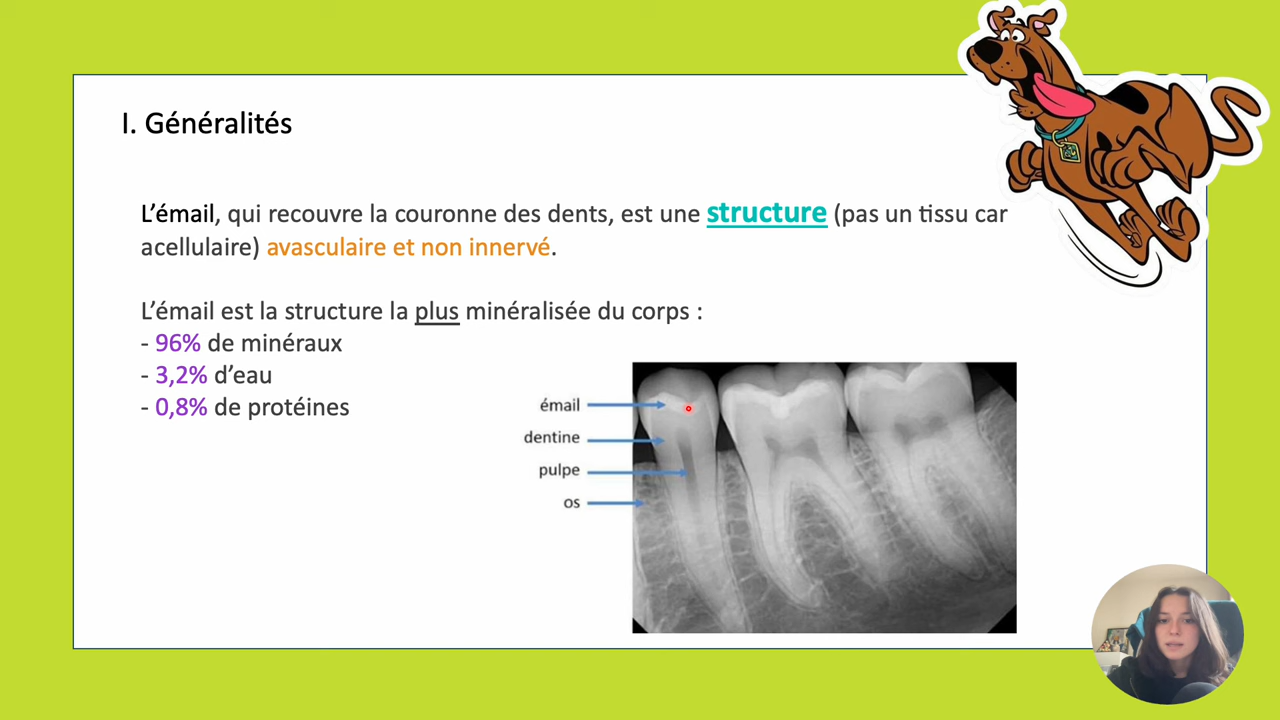 I. Généralités
L’émail, qui recouvre la couronne des dents, est une structure (pas un tissu car
acellulaire) avasculaire et non innervé.
L’émail est la structure la plus minéralisée du corps :
- 96% de minéraux
- 3,2% d’eau
- 0,8% de protéines
émail
dentine
pulpe
os